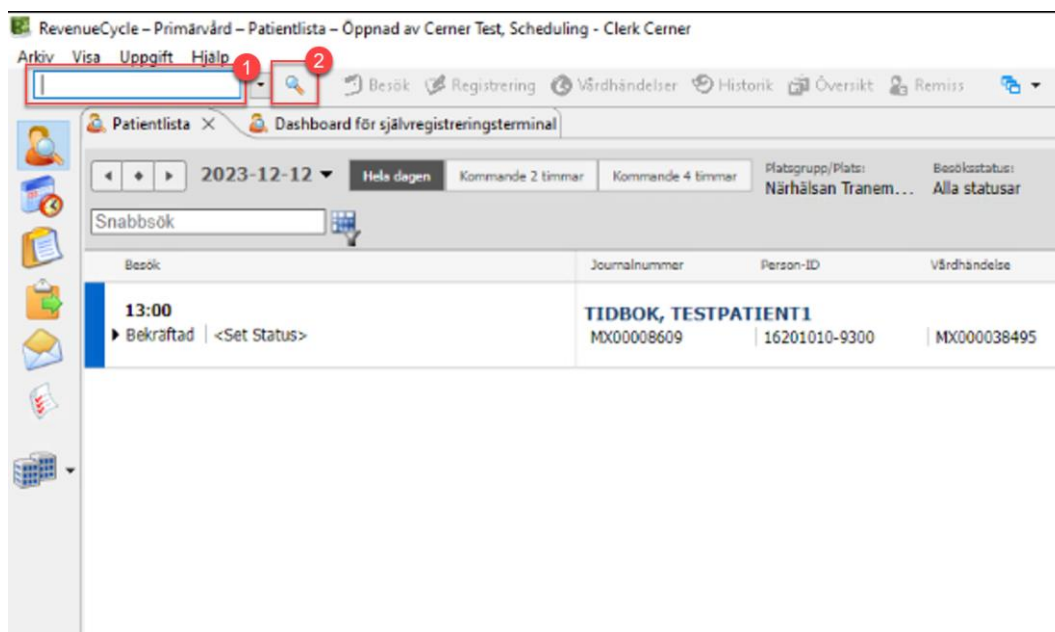 RevenueCycle – Primärvård – Patientlista – Öppnad av Cerner Test, Scheduling - Clerk Cerner
Arkiv Visa Uppgift Hjälp
1 2
Besök Registrering Vårdhändelser Historik Översikt Remiss
Patientlista Dashboard för självregistreringsterminal
2023-12-12 Hela dagen Kommande 2 timmar Kommande 4 timmar Platsgrupp/Plats: Besöksstatus:
Närhälsan Tranem... Alla statusar
Snabbsök
Besök Journalnummer Person-ID Vårdhändelse
13:00 TIDBOK, TESTPATIENT1
Bekräftad <Set Status> MX00008609 16201010-9300 MX000038495